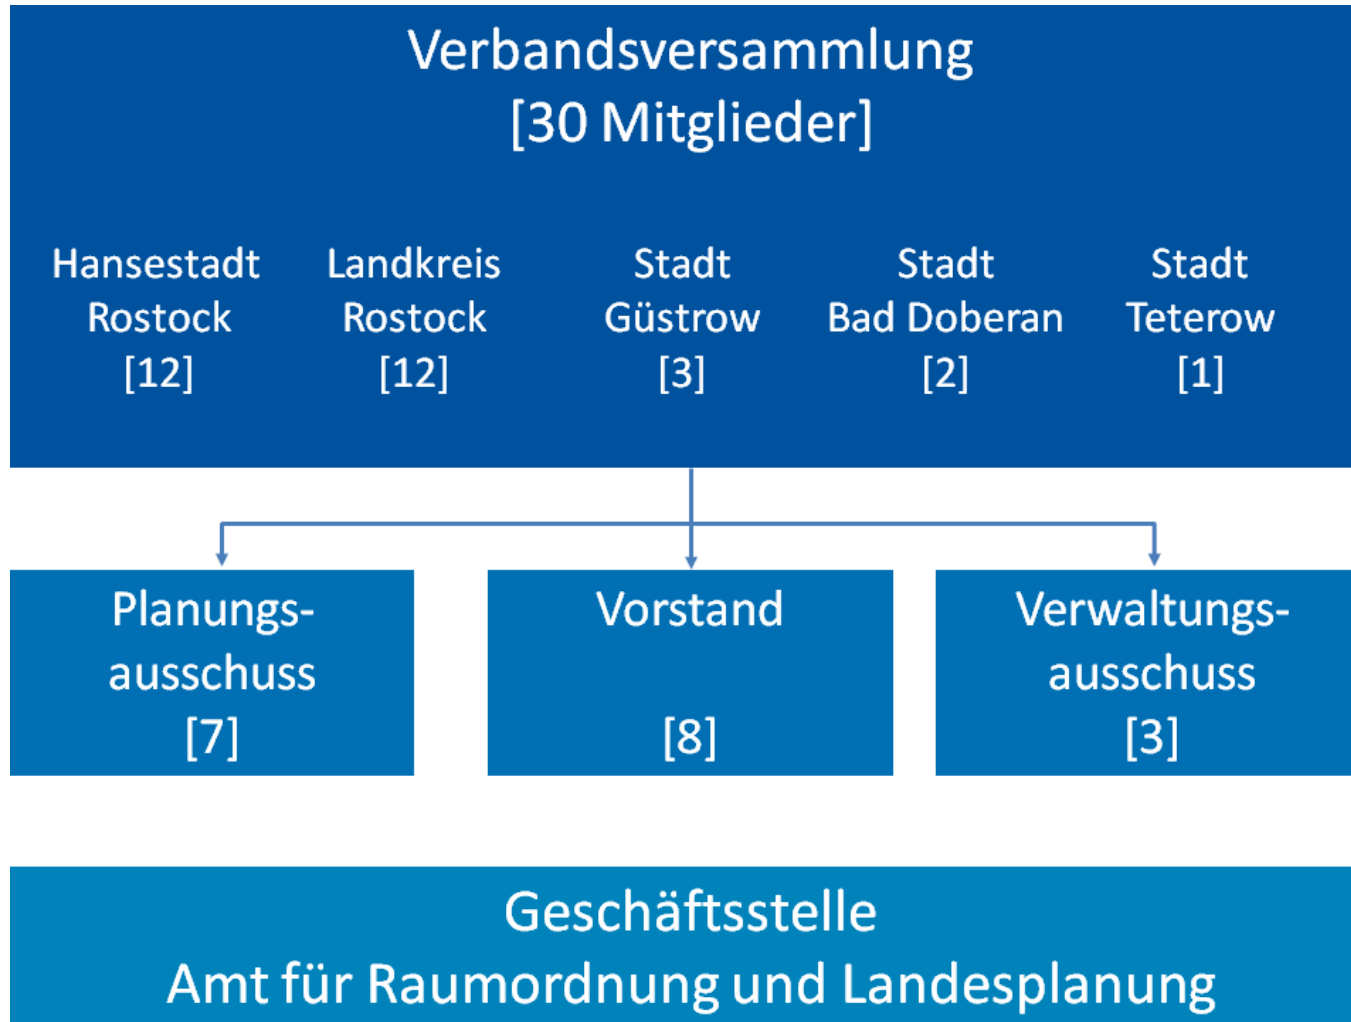 Verbandsversammlung
[30 Mitglieder]
Hansestadt
Rostock
[12]
Landkreis
Rostock
[12]
Stadt
Güstrow
[3]
Stadt
Bad Doberan
[2]
Stadt
Teterow
[1]
Planungs-
ausschuss
[7]
Vorstand
[8]
Verwaltungs-
ausschuss
[3]
Geschäftsstelle
Amt für Raumordnung und Landesplanung